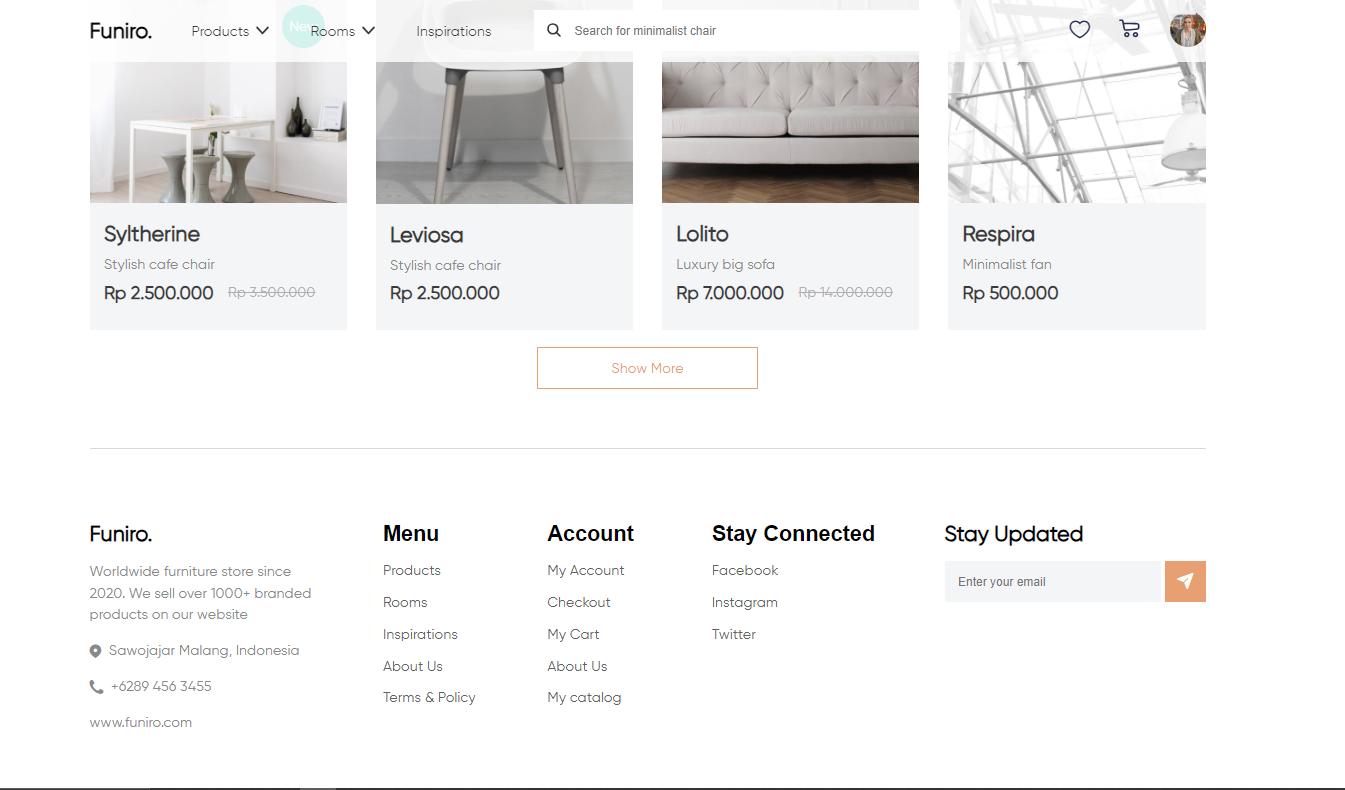 Funiro.
Products
New
Rooms
Inspirations
Search for minimalist chair
Syltherine
Stylish cafe chair
Rp 2.500.000 Rp 3.500.000
Leviosa
Stylish cafe chair
Rp 2.500.000
Lolito
Luxury big sofa
Rp 7.000.000 Rp 14.000.000
Respira
Minimalist fan
Rp 500.000
Show More
Funiro.
Worldwide furniture store since
2020. We sell over 1000+ branded
products on our website
Sawojajar Malang, Indonesia
+6289 456 3455
www.funiro.com
Menu
Products
Rooms
Inspirations
About Us
Terms & Policy
Account
My Account
Checkout
My Cart
About Us
My catalog
Stay Connected
Facebook
Instagram
Twitter
Stay Updated
Enter your email